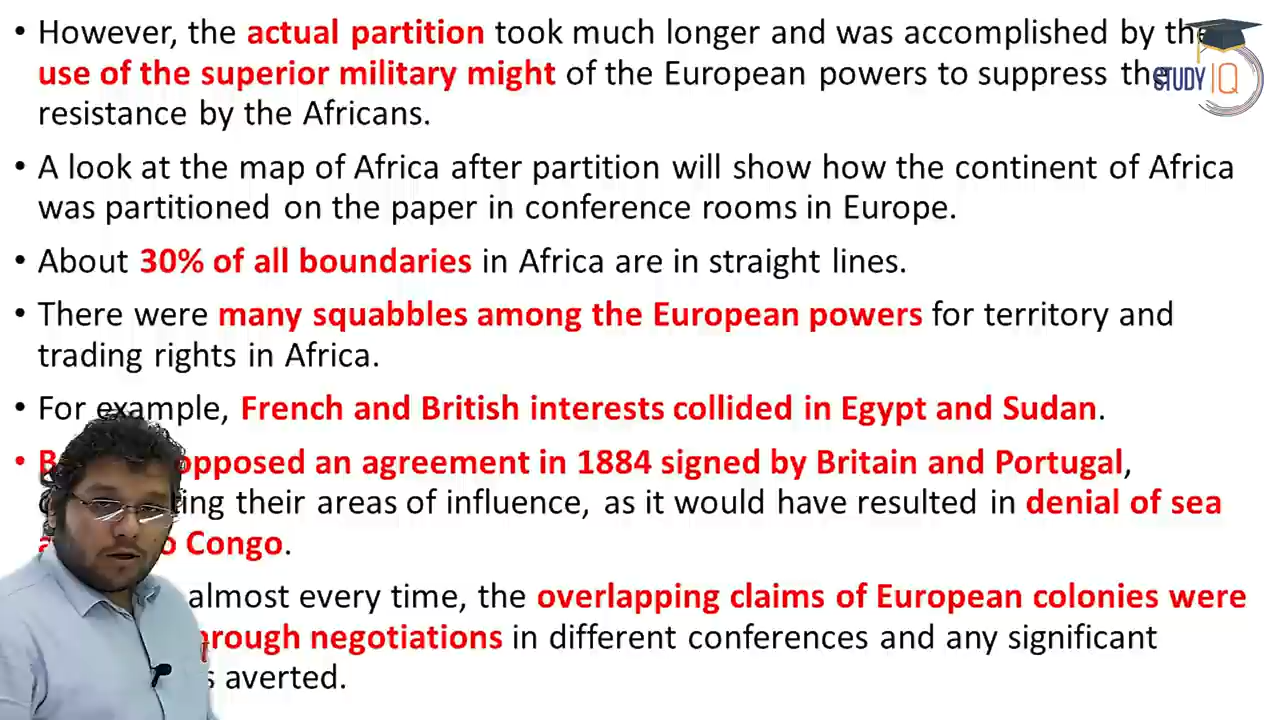 • However, the actual partition took much longer and was accomplished by the
use of the superior military might of the European powers to suppress the
resistance by the Africans.
• A look at the map of Africa after partition will show how the continent of Africa
was partitioned on the paper in conference rooms in Europe.
• About 30% of all boundaries in Africa are in straight lines.
• There were many squabbles among the European powers for territory and
trading rights in Africa.
• For example, French and British interests collided in Egypt and Sudan.
• opposed an agreement in 1884 signed by Britain and Portugal,
their areas of influence, as it would have resulted in denial of sea
Congo.
almost every time, the overlapping claims of European colonies were
through negotiations in different conferences and any significant
averted.
STUDY IQ